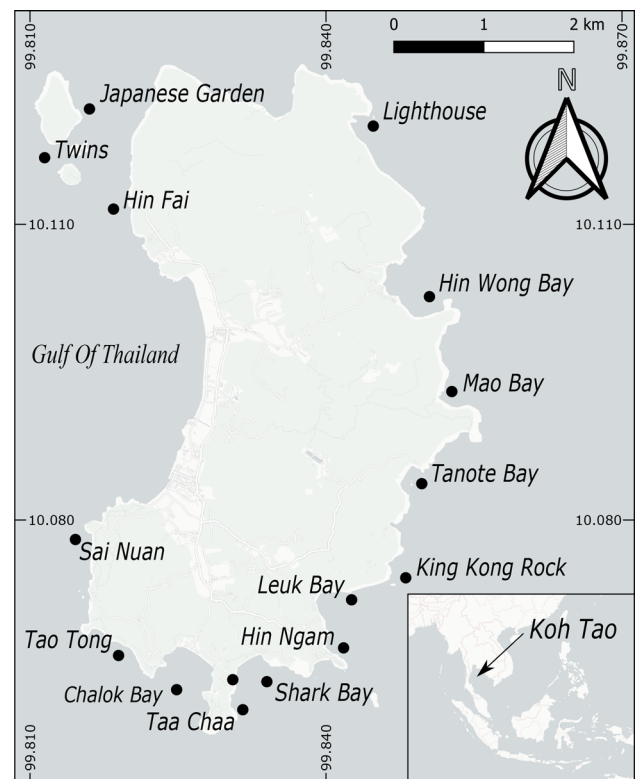 99.810
99.840
99.870
0 1 2 km
N
Japanese Garden
Lighthouse
Twins
Hin Fai
10.110
10.110
Hin Wong Bay
Gulf Of Thailand
Mao Bay
Tanote Bay
10.080
10.080
Sai Nuan
King Kong Rock
Leuk Bay
Koh Tao
Hin Ngam
Tao Tong
Chalok Bay
Shark Bay
Taa Chaa
99.810
99.840